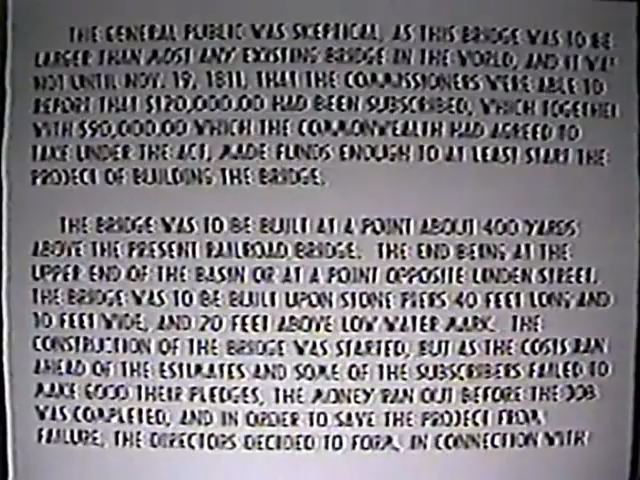 THE GENERAL PUBLIC WAS SKEPTICAL, AS THIS BRIDGE WAS TO BE
LARGER THAN MOST ANY EXISTING BRIDGE IN THE WORLD, AND IT WAS
NOT UNTIL NOV. 19, 1811, THAT THE COMMISSIONERS WERE ABLE TO
REPORT THAT $120,000.00 HAD BEEN SUBSCRIBED, WHICH TOGETHER
WITH $90,000.00 WHICH THE COMMONWEALTH HAD AGREED TO
TAKE UNDER THE ACT, MADE FUNDS ENOUGH TO AT LEAST START THE
PROJECT OF BUILDING THE BRIDGE.
THE BRIDGE WAS TO BE BUILT AT A POINT ABOUT 400 YARDS
ABOVE THE PRESENT RAILROAD BRIDGE. THE END BEING AT THE
UPPER END OF THE BASIN OR AT A POINT OPPOSITE LINDEN STREET.
THE BRIDGE WAS TO BE BUILT UPON STONE PIERS 40 FEET LONG AND
10 FEET WIDE, AND 20 FEET ABOVE LOW WATER MARK. THE
CONSTRUCTION OF THE BRIDGE WAS STARTED, BUT AS THE COSTS RAN
AHEAD OF THE ESTIMATES AND SOME OF THE SUBSCRIBERS FAILED TO
MAKE GOOD THEIR PLEDGES, THE MONEY RAN OUT BEFORE THE JOB
WAS COMPLETED, AND IN ORDER TO SAVE THE PROJECT FROM
FAILURE, THE DIRECTORS DECIDED TO FORM, IN CONNECTION WITH